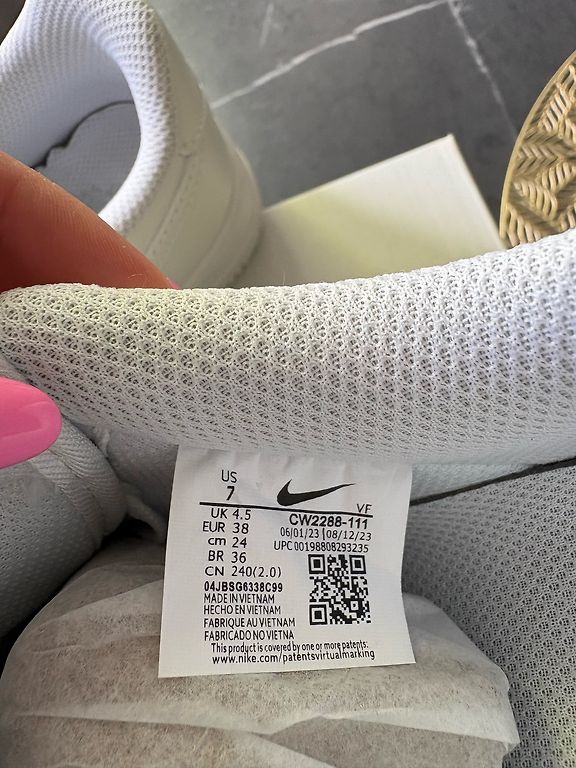 US
7
VF
UK 4.5
CW2288-111
EUR 38
06/01/23 | 08/12/23
cm 24
UPC 00198808293235
BR 36
CN 240(2.0)
04JBSG6338C99
MADE IN VIETNAM
HECHO EN VIETNAM
FABRIQUE AU VIETNAM
FABRICADO NO VIETNA
This product is covered by one or more patents:
www.nike.com/patentsvirtualmarking